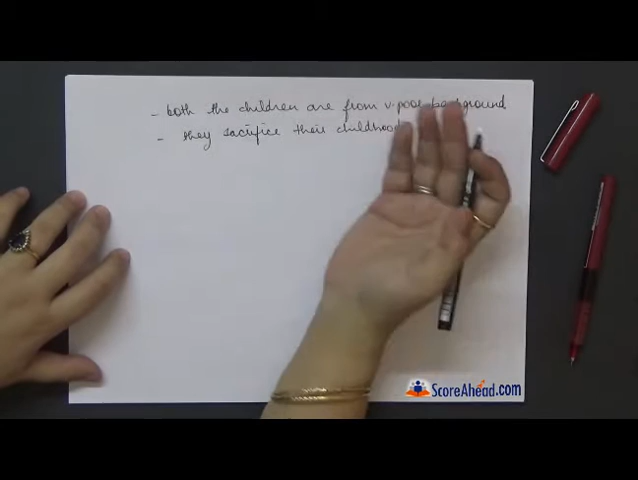 - both the children are from v.poor background
- they sacrifice their childhood
ScoreAhead.com